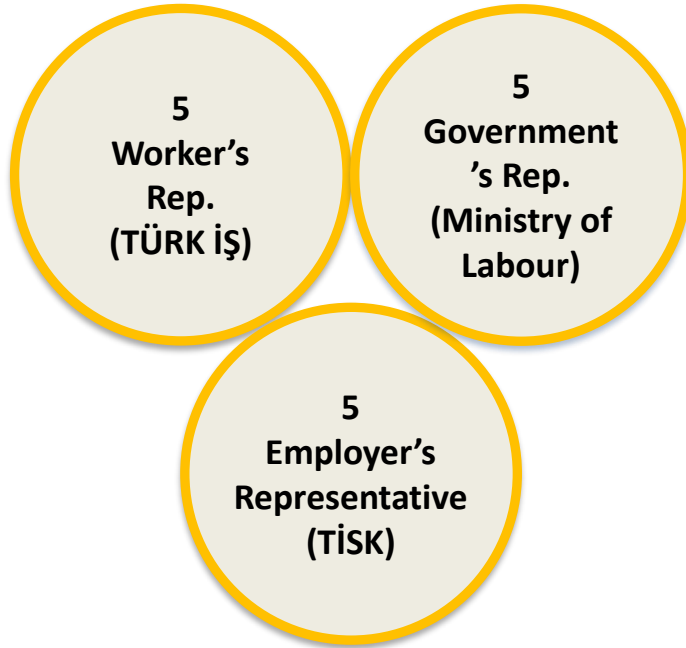 5
Worker’s
Rep.
(TÜRK İŞ)
5
Government
’s Rep.
(Ministry of
Labour)
5
Employer’s
Representative
(TİSK)